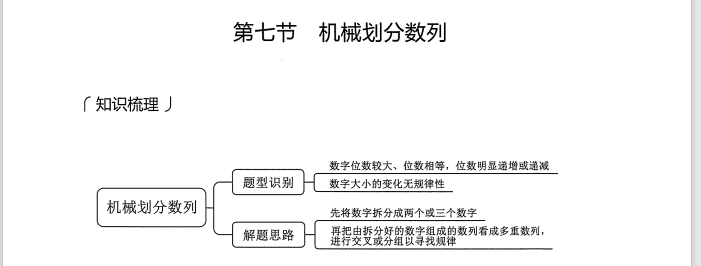 第七节 机械划分数列
知识梳理
机械划分数列
题型识别
数字位数较大、位数相等，位数明显递增或递减
数字大小的变化无规律性
解题思路
先将数字拆分成两个或三个数字
再把由拆分好的数字组成的数列看成多重数列，
进行交叉或分组以寻找规律